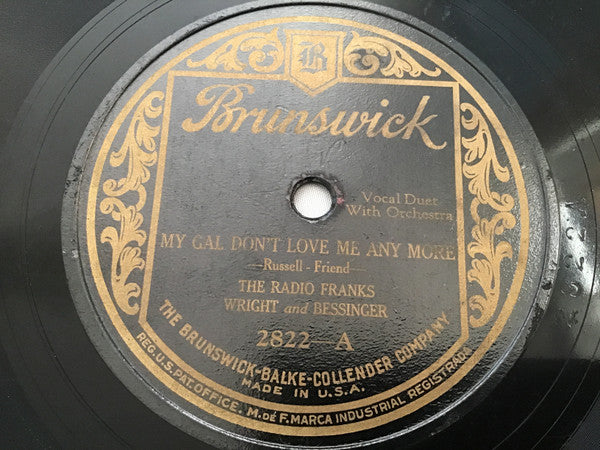 B
Brunswick
Vocal Duet
With Orchestra
MY GAL DON'T LOVE ME ANY MORE
—Russell - Friend—
THE RADIO FRANKS
WRIGHT and BESSINGER
2822—A
THE BRUNSWICK-BALKE-COLLENDER COMPANY
MADE IN U.S.A.
REG. U.S. PAT. OFFICE. M. DE F. MARCA INDUSTRIAL REGISTRADA